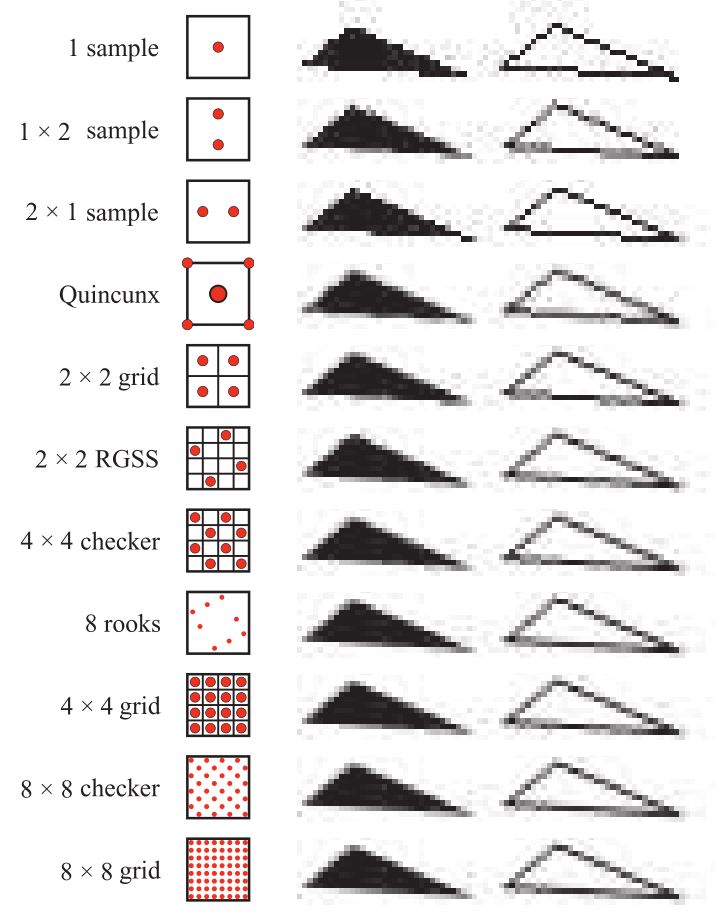 1 sample
1 × 2 sample
2 × 1 sample
Quincunx
2 × 2 grid
2 × 2 RGSS
4 × 4 checker
8 rooks
4 × 4 grid
8 × 8 checker
8 × 8 grid